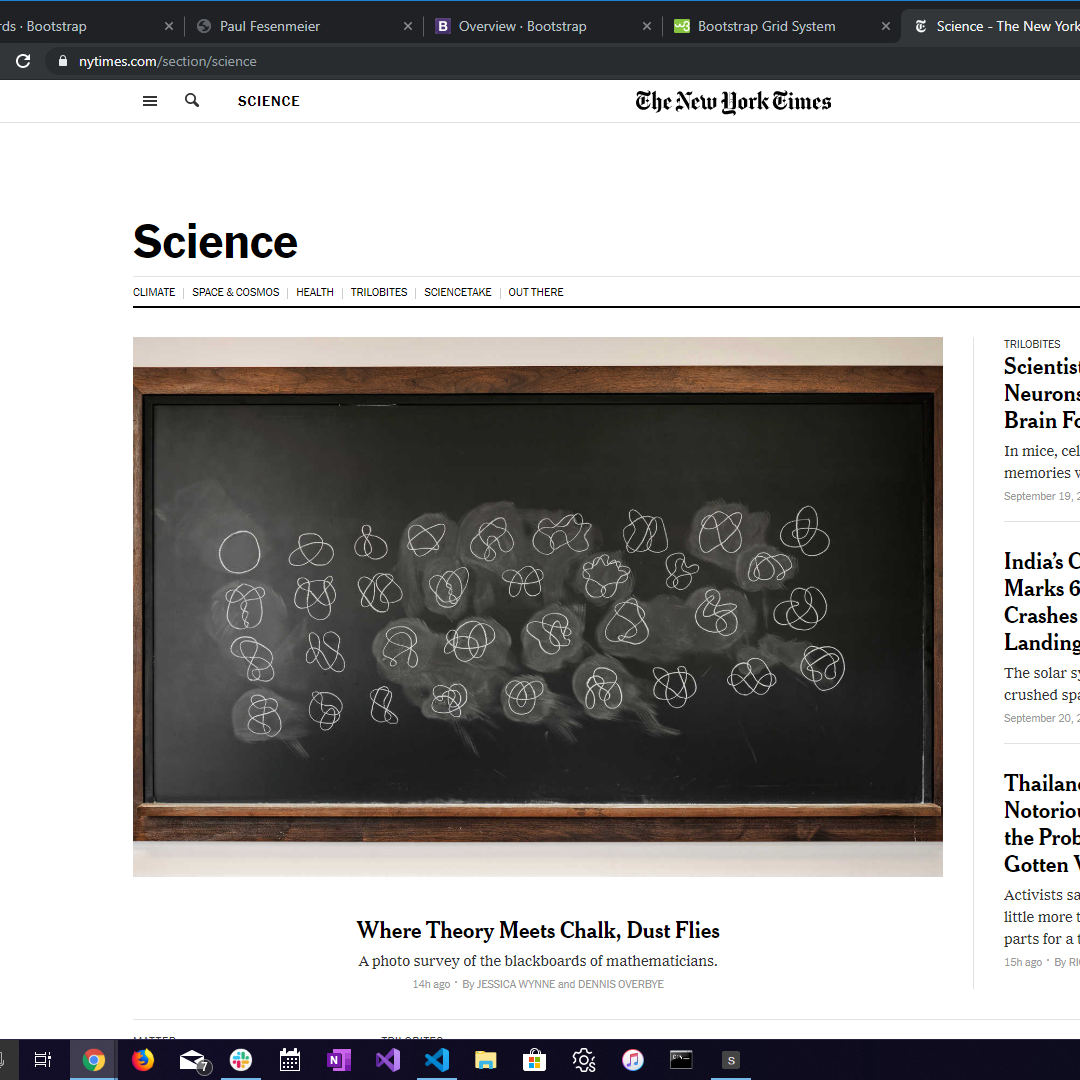 rds · Bootstrap
Paul Fesenmeier
Overview · Bootstrap
Bootstrap Grid System
Science - The New York
nytimes.com/section/science
SCIENCE
The New York Times
Science
CLIMATE
SPACE & COSMOS
HEALTH
TRILOBITES
SCIENCETAKE
OUT THERE
Where Theory Meets Chalk, Dust Flies
A photo survey of the blackboards of mathematicians.
14h ago · By JESSICA WYNNE and DENNIS OVERBYE
TRILOBITES
Scientist
Neurons
Brain Fo
In mice, cel
memories w
September 19, 2
India's C
Marks 6
Crashes
Landing
The solar sy
crushed spa
September 20, 2
Thailand
Notoriou
the Prob
Gotten W
Activists sa
little more t
parts for a t
15h ago · By RI
MATTER
TRILOBITES
7
N
S